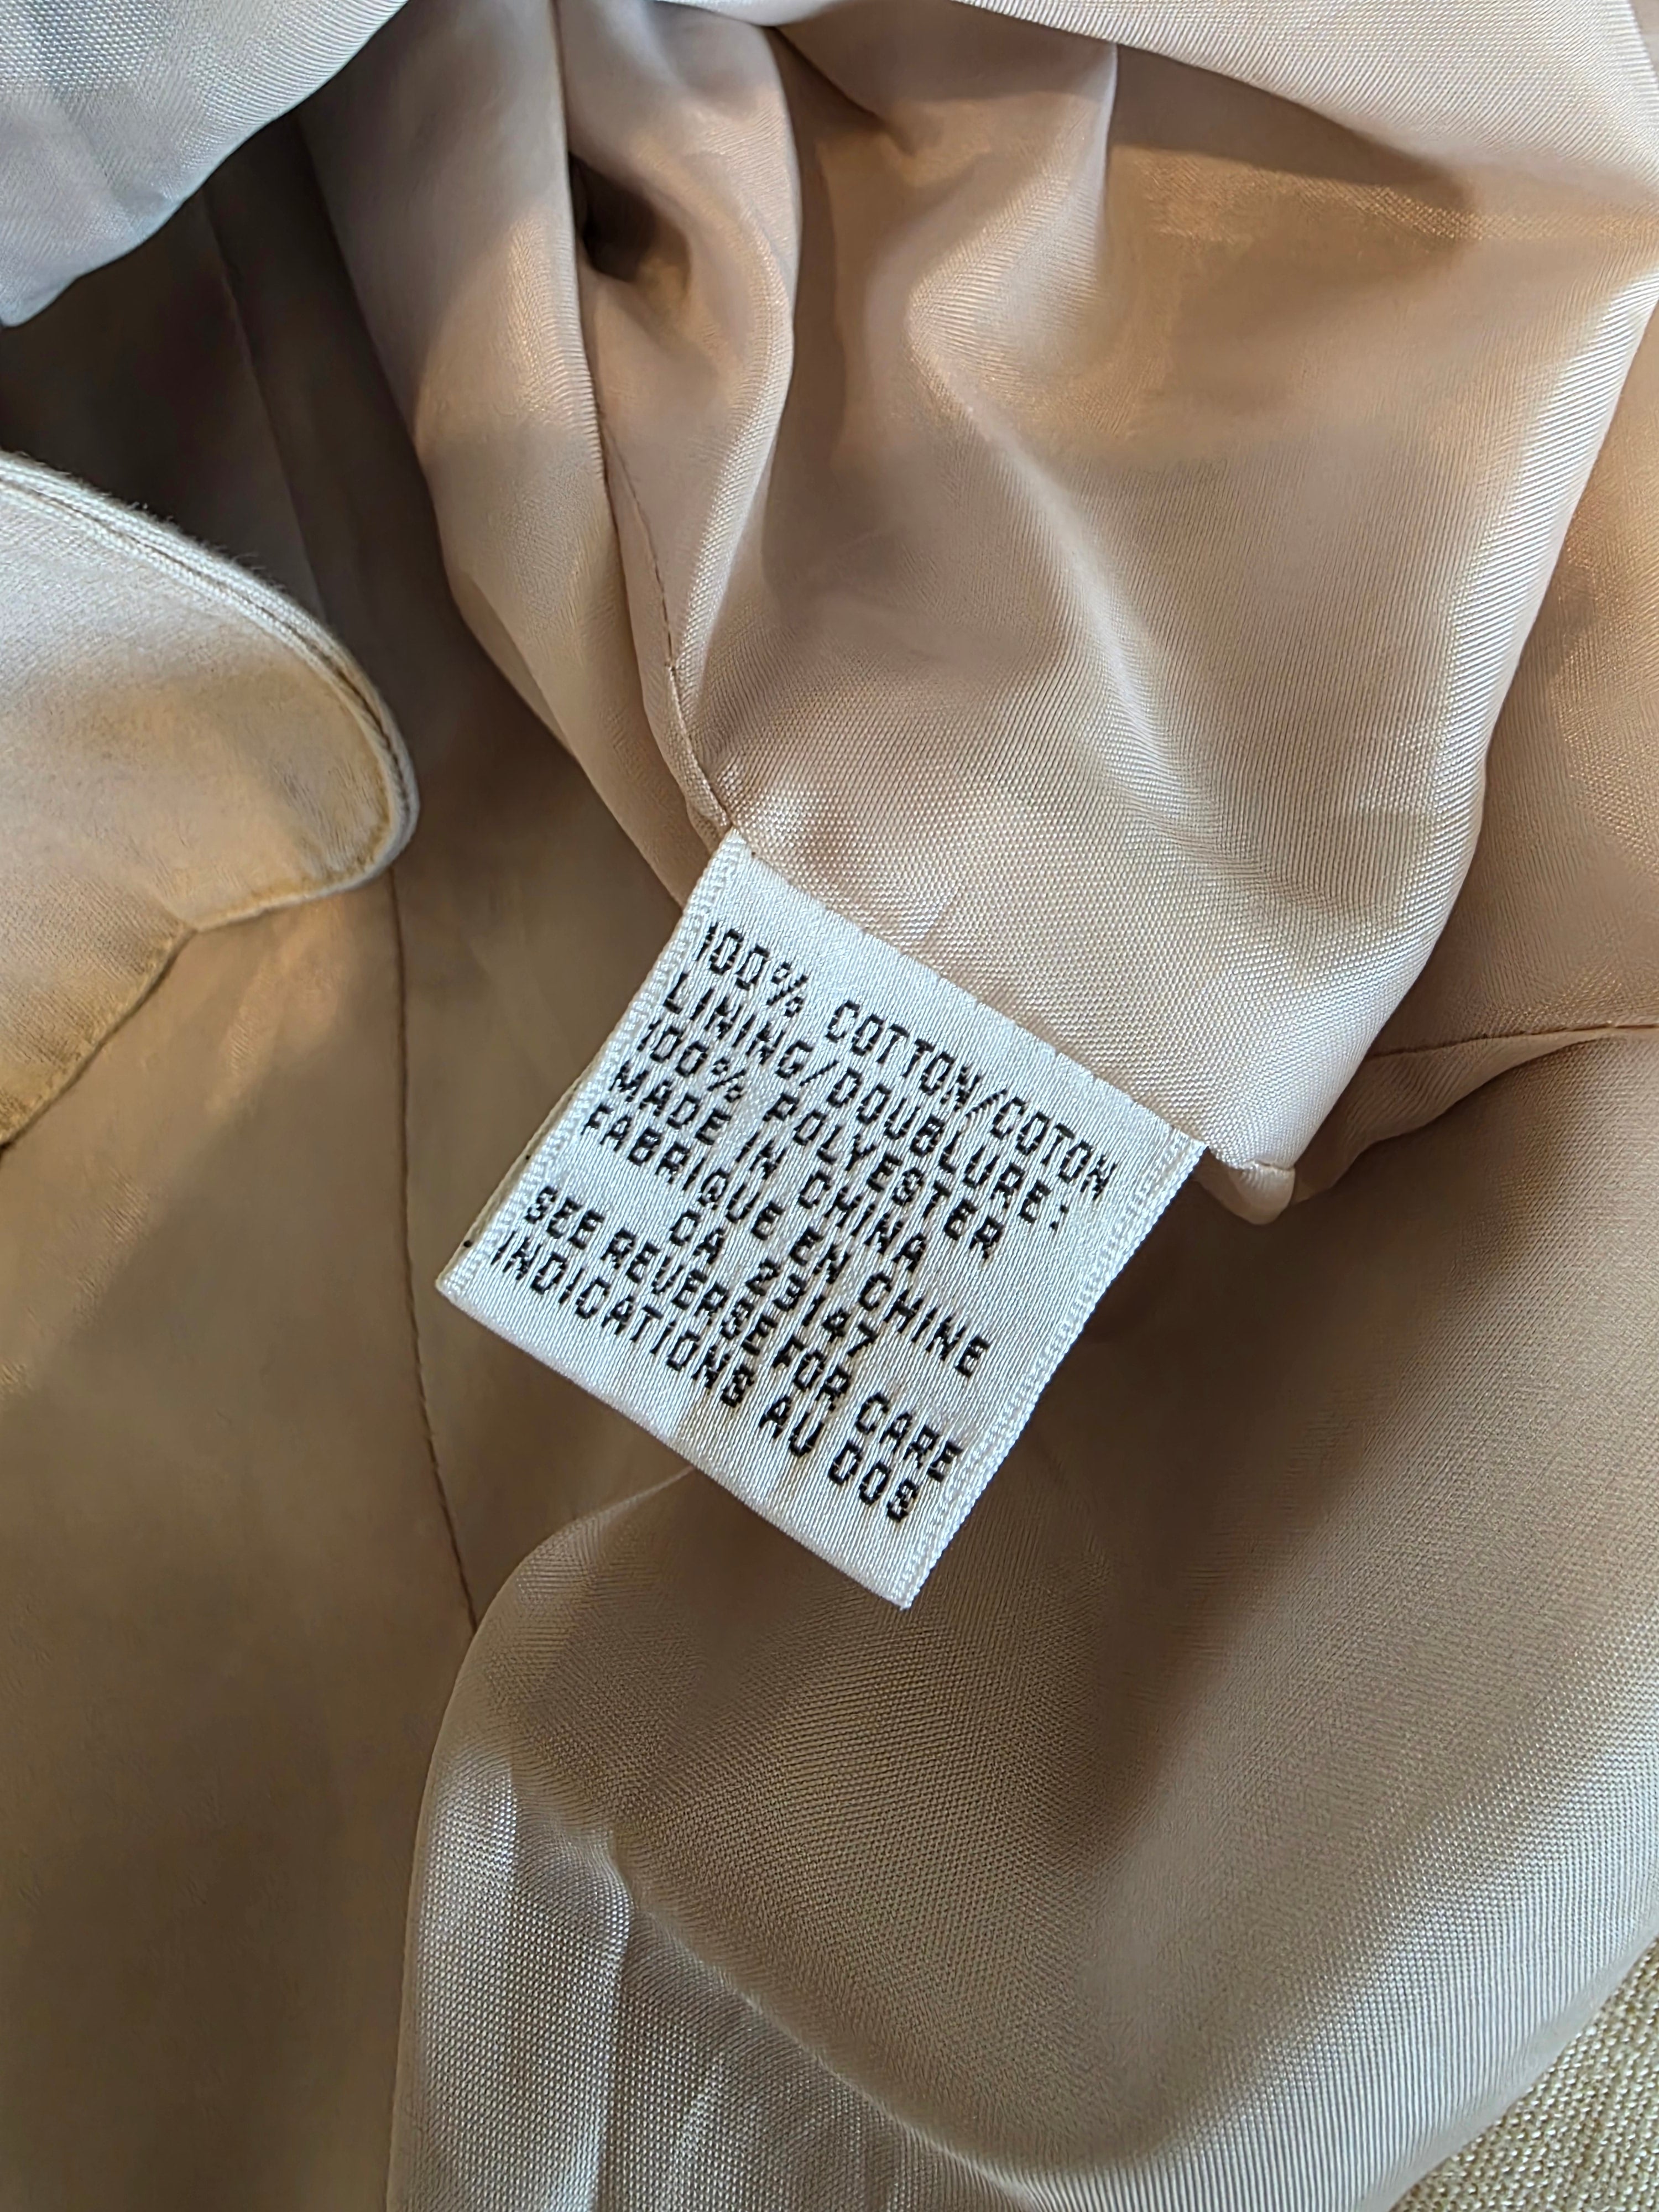 100% COTTON/COTON
LINING/DOUBLURE:
100% POLYESTER
MADE IN CHINA
FABRIQUE EN CHINE
CA 23147
SEE REVERSE FOR CARE
INDICATIONS AU DOS